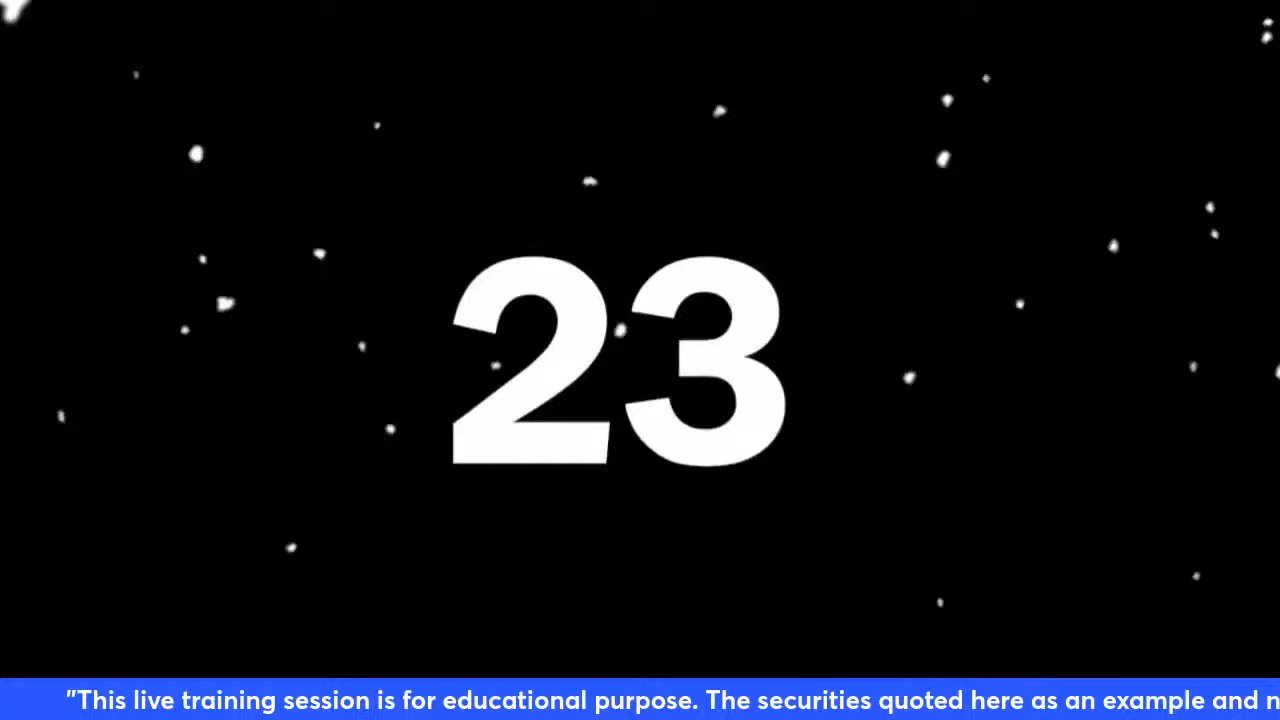 23
"This live training session is for educational purpose. The securities quoted here as an example and